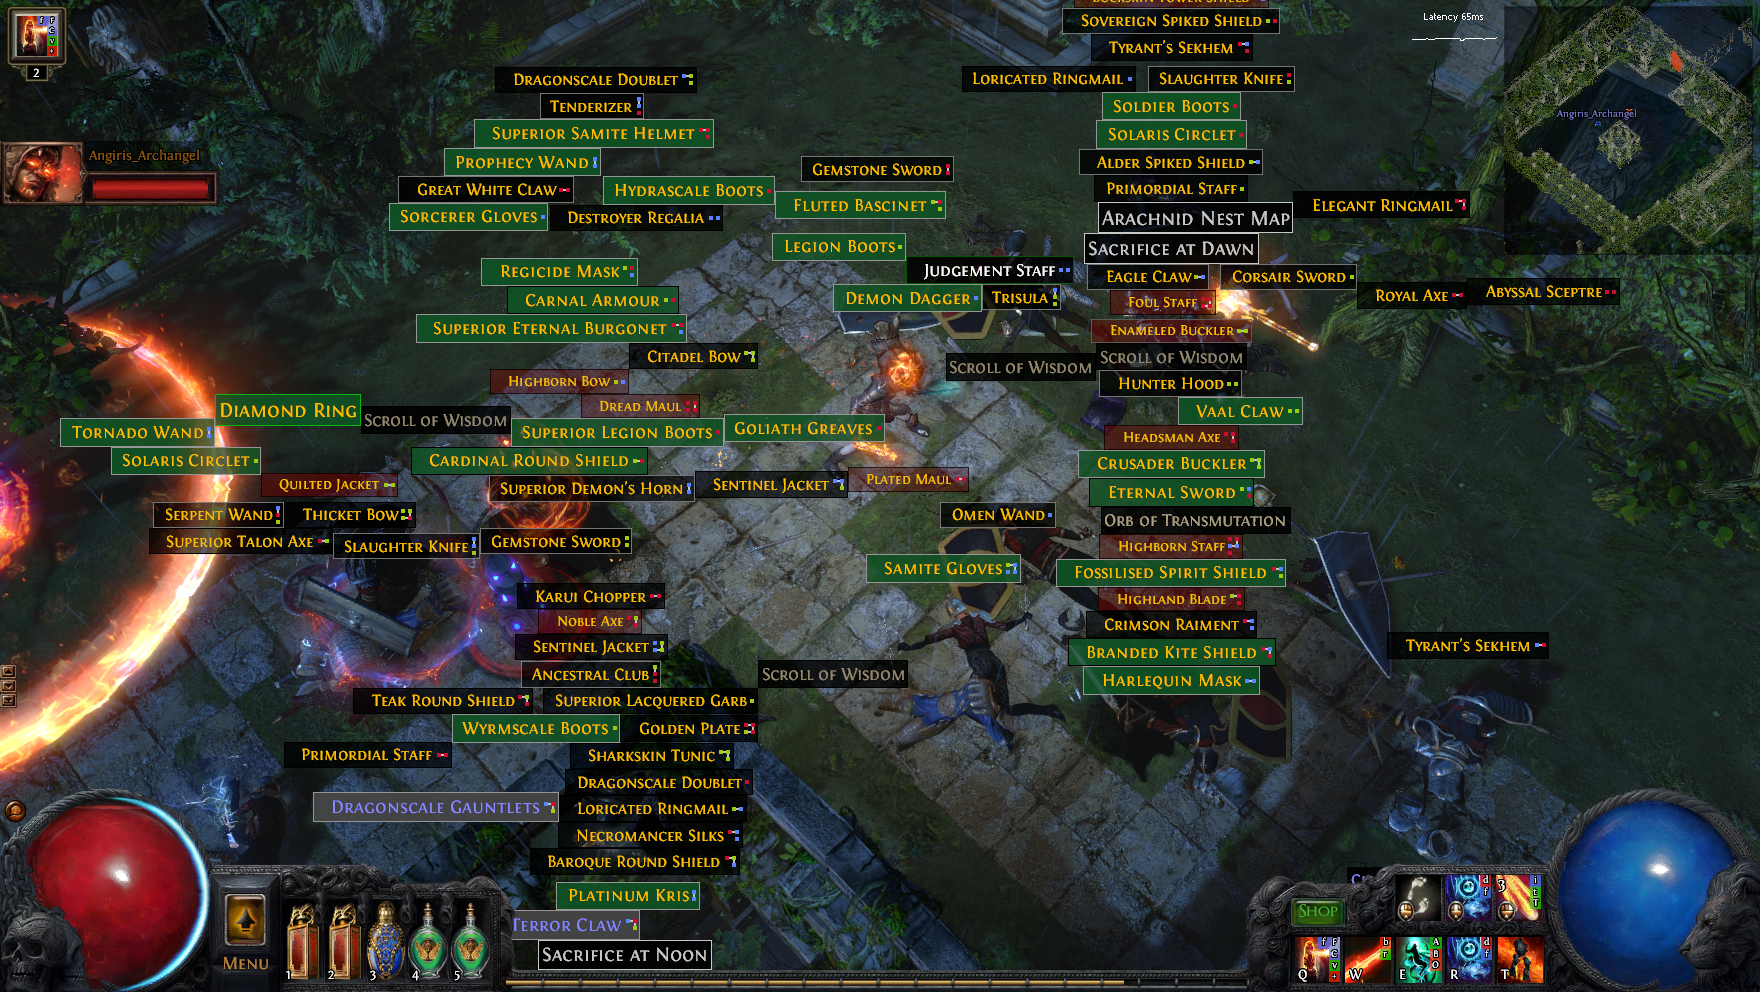 2
Latency 65ms
SOVEREIGN SPIKED SHIELD
TYRANT'S SEKHEM
DRAGONSCALE DOUBLET
LORICATED RINGMAIL
SLAUGHTER KNIFE
TENDERIZER
SOLDIER BOOTS
Angiris_Archangel
SUPERIOR SAMITE HELMET
SOLARIS CIRCLET
Angiris_Archangel
PROPHECY WAND
ALDER SPIKED SHIELD
GEMSTONE SWORD
GREAT WHITE CLAW
HYDRASCALE BOOTS
PRIMORDIAL STAFF
FLUTED BASCINET
ELEGANT RINGMAIL
SORCERER GLOVES
DESTROYER REGALIA
ARACHNID NEST MAP
LEGION BOOTS
SACRIFICE AT DAWN
REGICIDE MASK
JUDGEMENT STAFF
EAGLE CLAW
CORSAIR SWORD
CARNAL ARMOUR
DEMON DAGGER
TRISULA
FOUL STAFF
ROYAL AXE
ABYSSAL SCEPTRE
SUPERIOR ETERNAL BURGONET
ENAMELED BUCKLER
CITADEL BOW
SCROLL OF WISDOM
SCROLL OF WISDOM
HIGHBORN BOW
HUNTER HOOD
DIAMOND RING
DREAD MAUL
VAAL CLAW
SCROLL OF WISDOM
TORNADO WAND
SUPERIOR LEGION BOOTS
GOLIATH GREAVES
HEADSMAN AXE
SOLARIS CIRCLET
CARDINAL ROUND SHIELD
CRUSADER BUCKLER
QUILTED JACKET
SUPERIOR DEMON'S HORN
SENTINEL JACKET
PLATED MAUL
ETERNAL SWORD
SERPENT WAND
THICKET BOW
OMEN WAND
ORB OF TRANSMUTATION
SUPERIOR TALON AXE
SLAUGHTER KNIFE
GEMSTONE SWORD
HIGHBORN STAFF
SAMITE GLOVES
FOSSILISED SPIRIT SHIELD
KARUI CHOPPER
HIGHLAND BLADE
NOBLE AXE
CRIMSON RAIMENT
SENTINEL JACKET
BRANDED KITE SHIELD
TYRANT'S SEKHEM
ANCESTRAL CLUB
SCROLL OF WISDOM
HARLEQUIN MASK
TEAK ROUND SHIELD
SUPERIOR LACQUERED GARB
WYRMSCALE BOOTS
GOLDEN PLATE
PRIMORDIAL STAFF
SHARKSKIN TUNIC
DRAGONSCALE DOUBLET
DRAGONSCALE GAUNTLETS
LORICATED RINGMAIL
NECROMANCER SILKS
BAROQUE ROUND SHIELD
PLATINUM KRIS
TERROR CLAW
SHOP
3
SACRIFICE AT NOON
MENU
1
2
3
4
5
Q
W
E
R
T